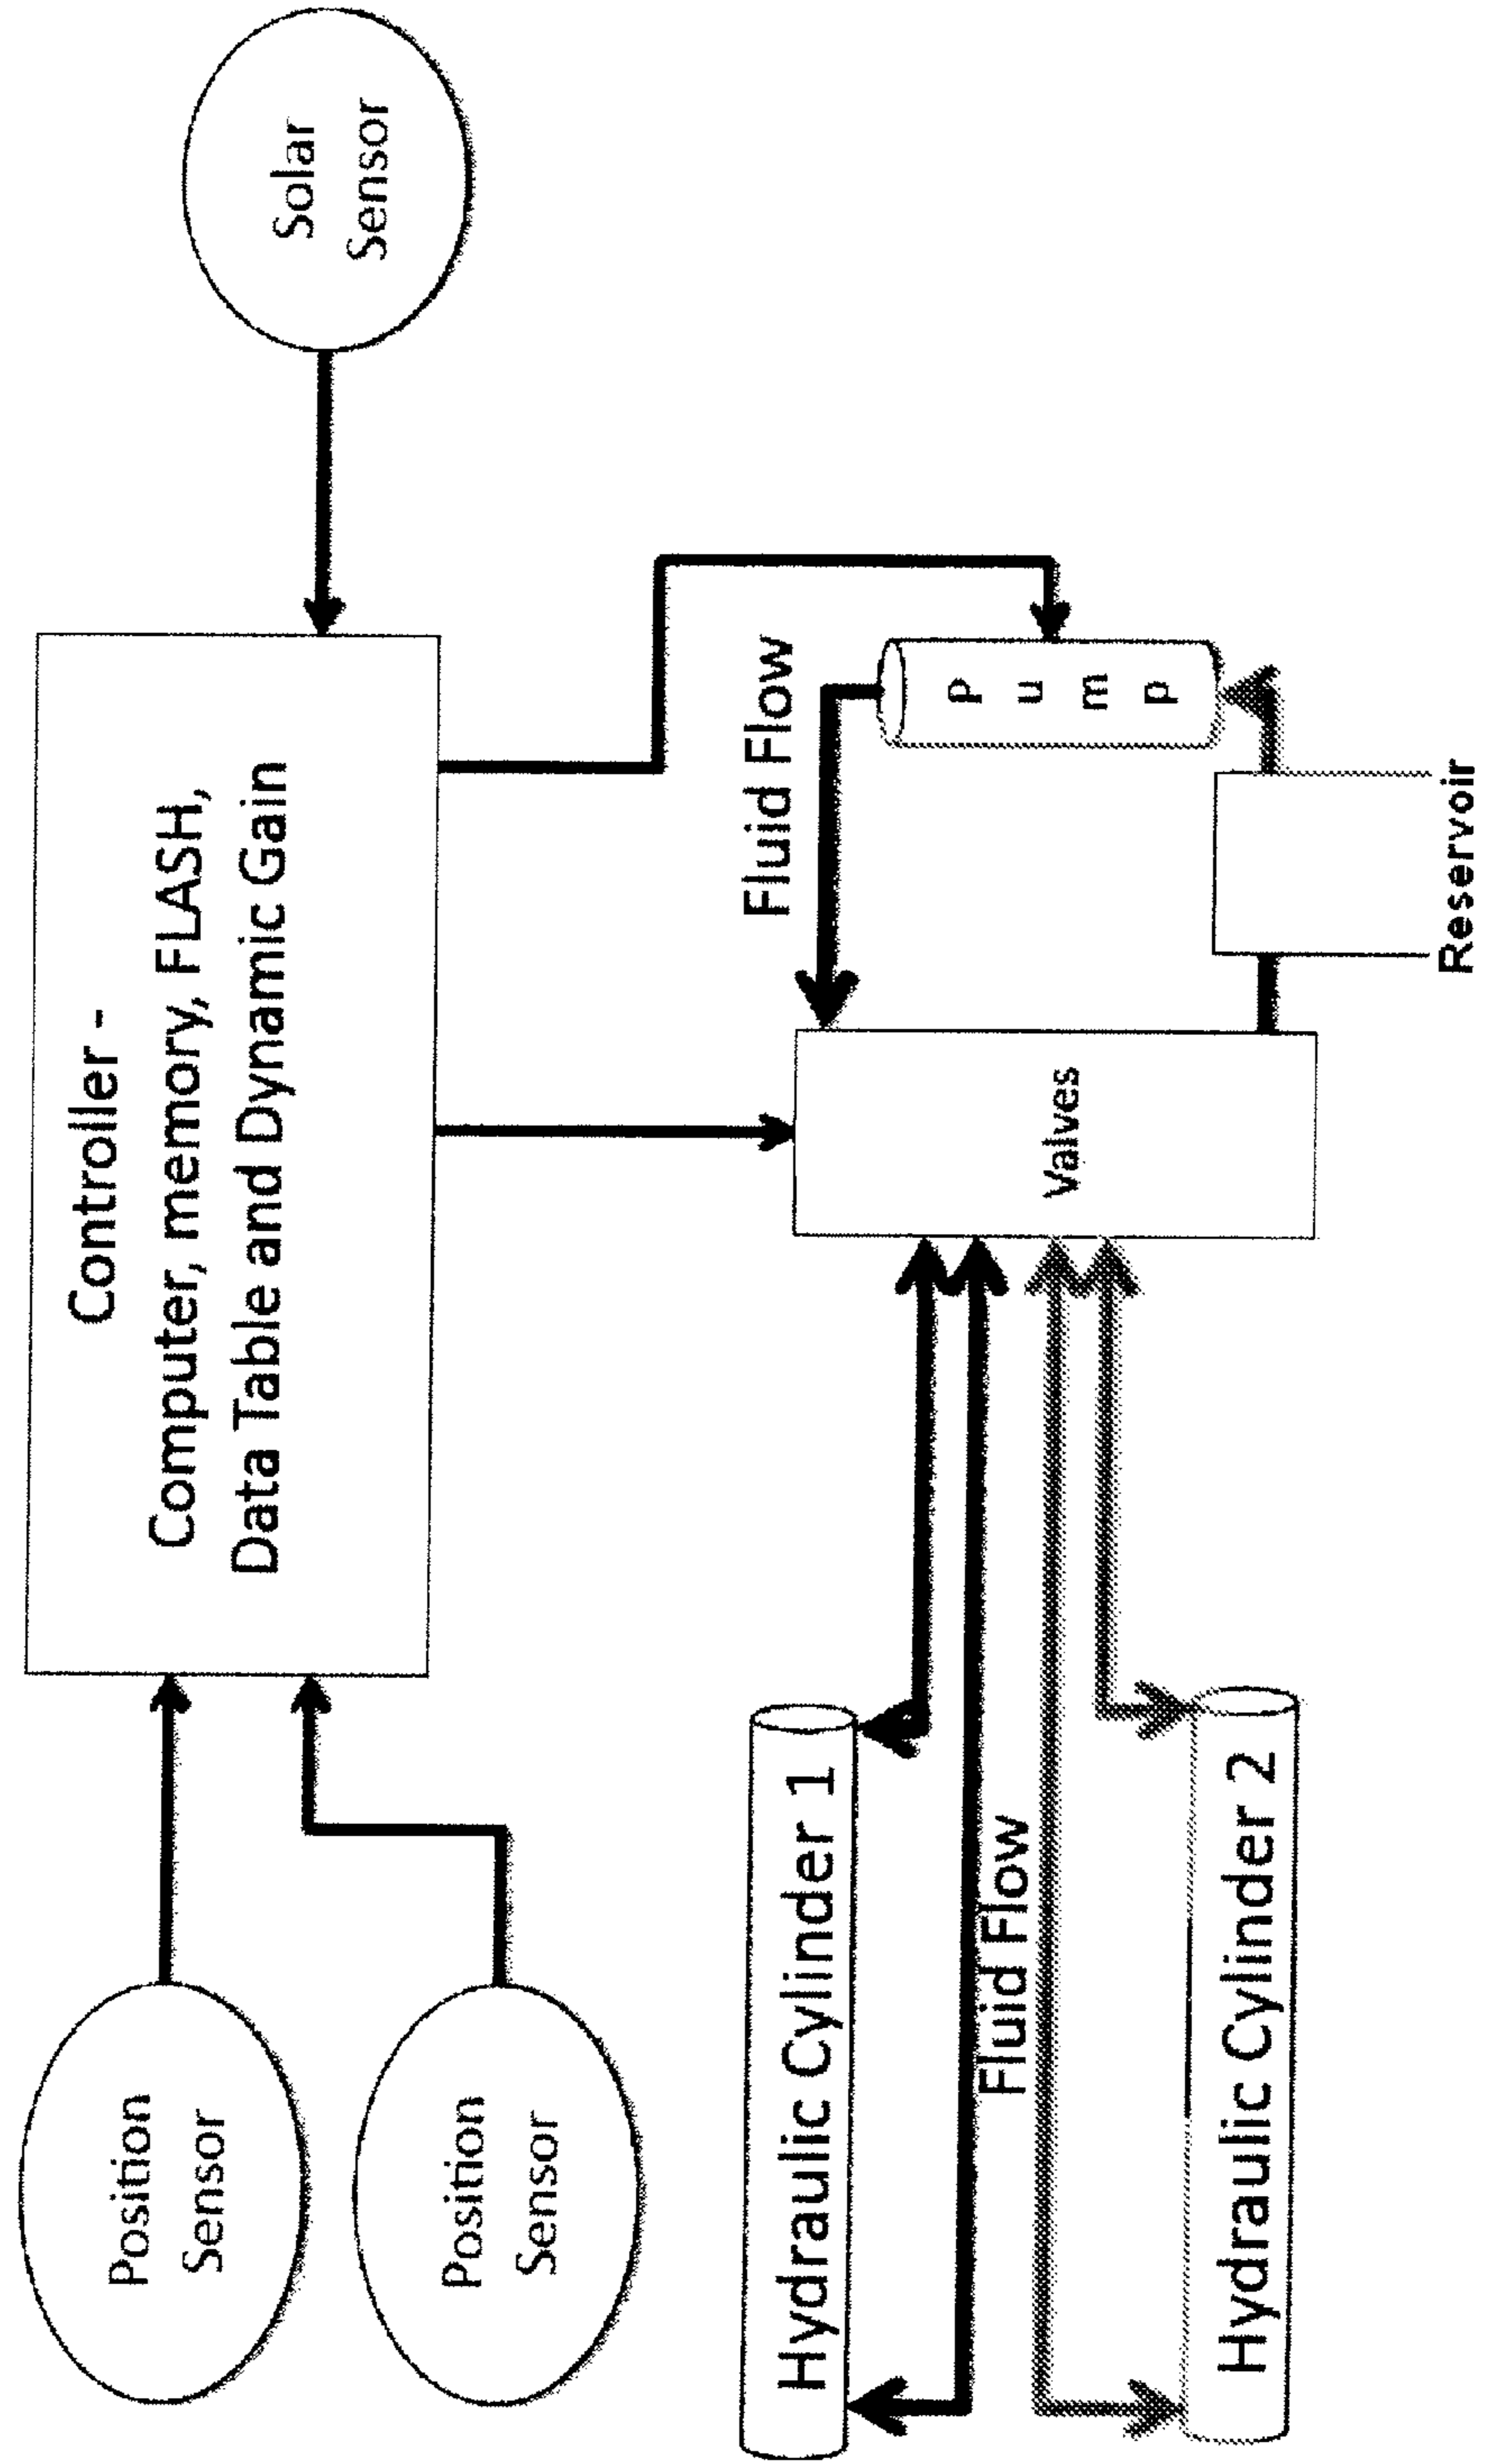 Position
Sensor
Position
Sensor
Controller -
Computer, memory, FLASH,
Data Table and Dynamic Gain
Solar
Sensor
Hydraulic Cylinder 1
Fluid Flow
Hydraulic Cylinder 2
Valves
Fluid Flow
P
u
m
p
Reservoir